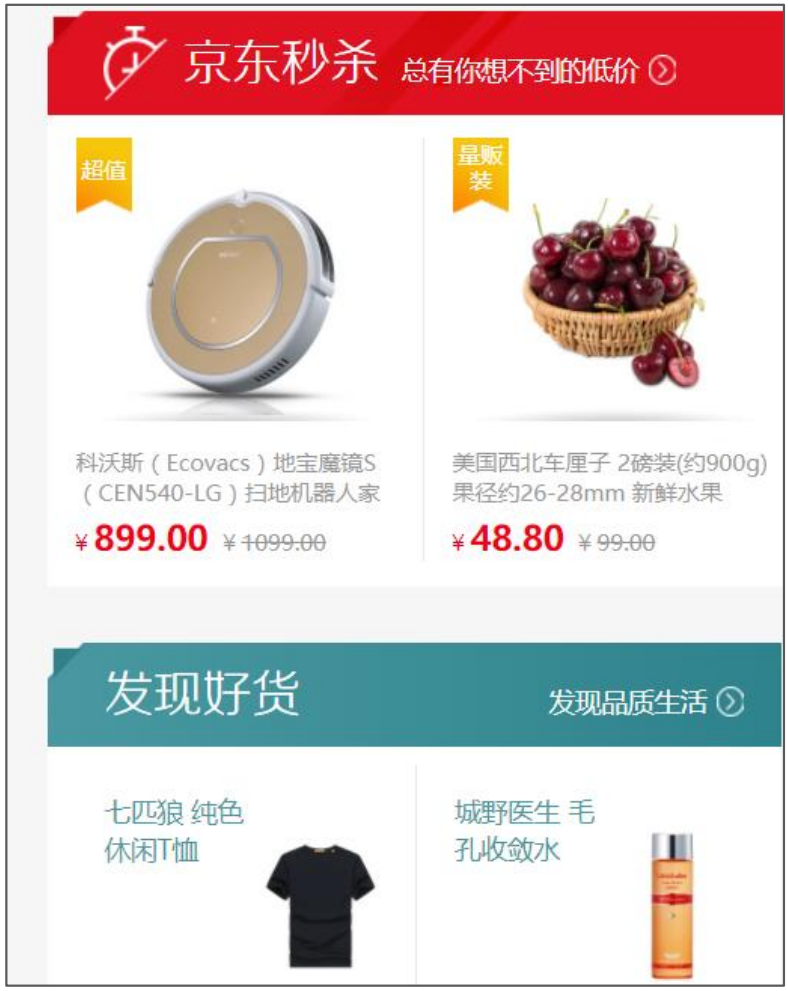 京东秒杀 总有你想不到的低价
超值
量贩
装
科沃斯（Ecovacs）地宝魔镜S
（CEN540-LG）扫地机器人家
¥ 899.00 ¥ 1099.00
美国西北车厘子 2磅装(约900g)
果径约26-28mm 新鲜水果
¥ 48.80 ¥ 99.00
发现好货 发现品质生活
七匹狼 纯色
休闲T恤
城野医生 毛
孔收敛水